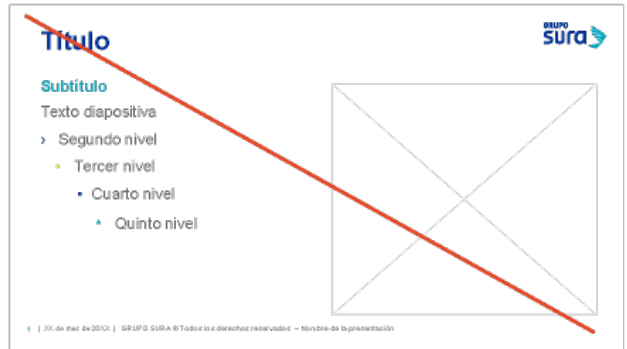 Título
GRUPO
sura
Subtítulo
Texto diapositiva
› Segundo nivel
• Tercer nivel
• Cuarto nivel
• Quinto nivel
| XX de mes de 20XX | GRUPO SURA © Todos los derechos reservados – Nombre de la presentación